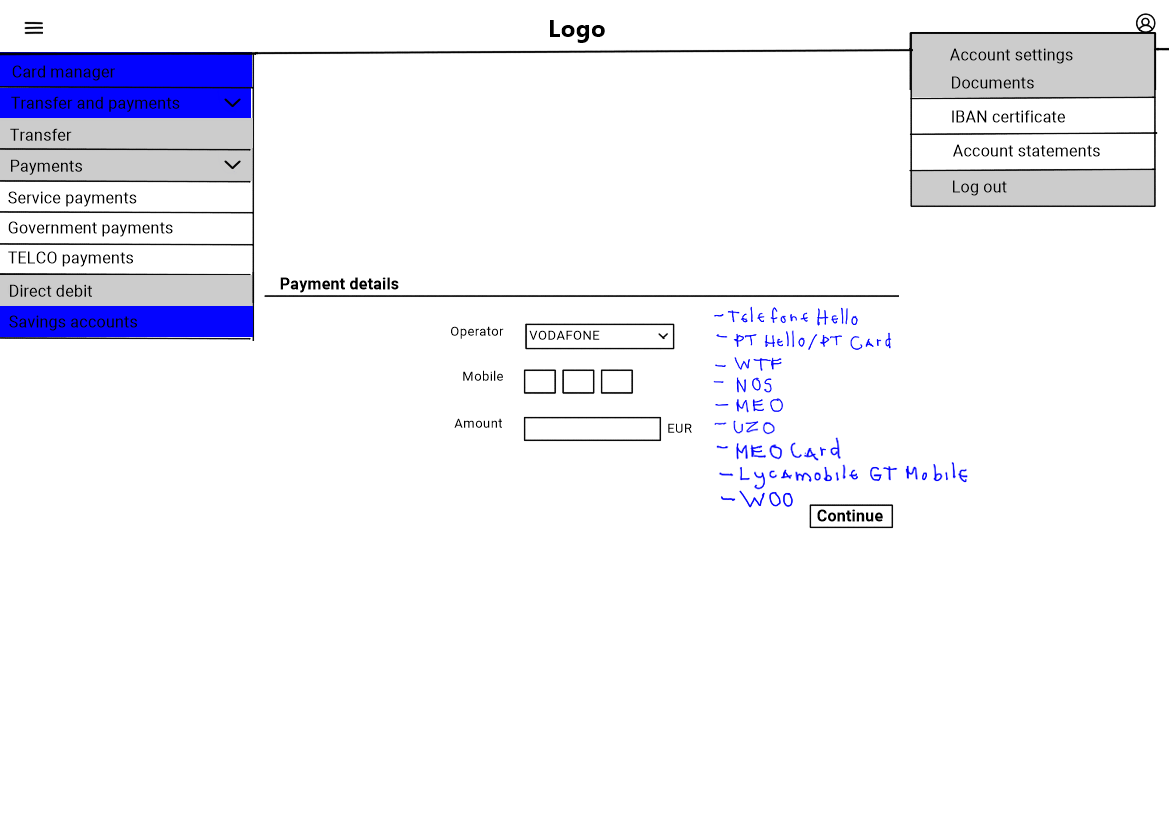 Logo
Card manager
Transfer and payments
Transfer
Payments
Service payments
Government payments
TELCO payments
Direct debit
Savings accounts
Account settings
Documents
IBAN certificate
Account statements
Log out
Payment details
Operator VODAFONE
Mobile
Amount EUR
- Telefone Hello
- PT Hello/PT Card
- WTF
- NOS
- MEO
- UZO
- MEO Card
- Lycamobile GT Mobile
- WOO
Continue